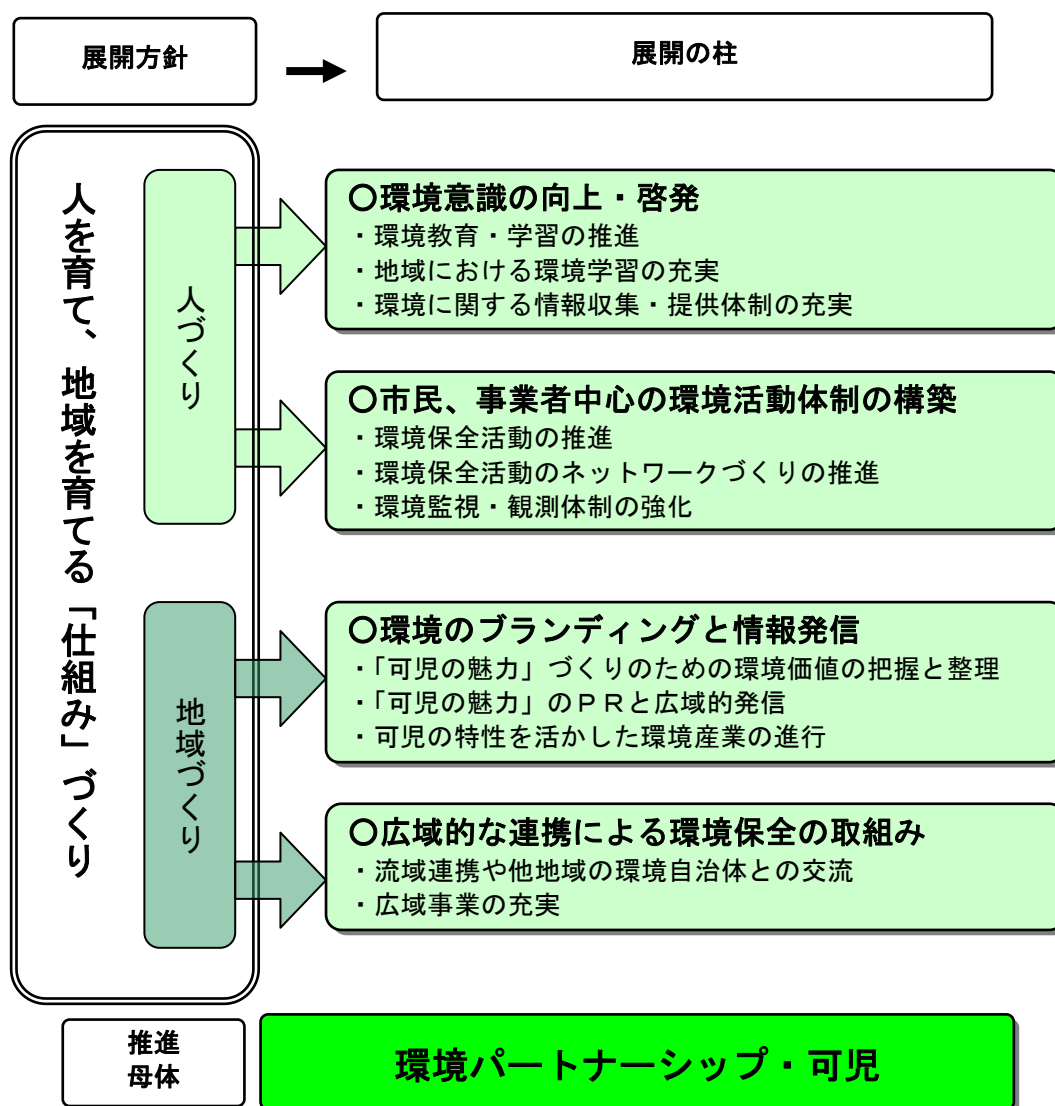 展開方針
展開の柱
人を育て、地域を育てる「仕組み」づくり
人づくり
○環境意識の向上・啓発
・環境教育・学習の推進
・地域における環境学習の充実
・環境に関する情報収集・提供体制の充実
○市民、事業者中心の環境活動体制の構築
・環境保全活動の推進
・環境保全活動のネットワークづくりの推進
・環境監視・観測体制の強化
地域づくり
○環境のブランディングと情報発信
・「可児の魅力」づくりのための環境価値の把握と整理
・「可児の魅力」のPRと広域的発信
・可児の特性を活かした環境産業の進行
○広域的な連携による環境保全の取組み
・流域連携や他地域の環境自治体との交流
・広域事業の充実
推進
母体
環境パートナーシップ・可児